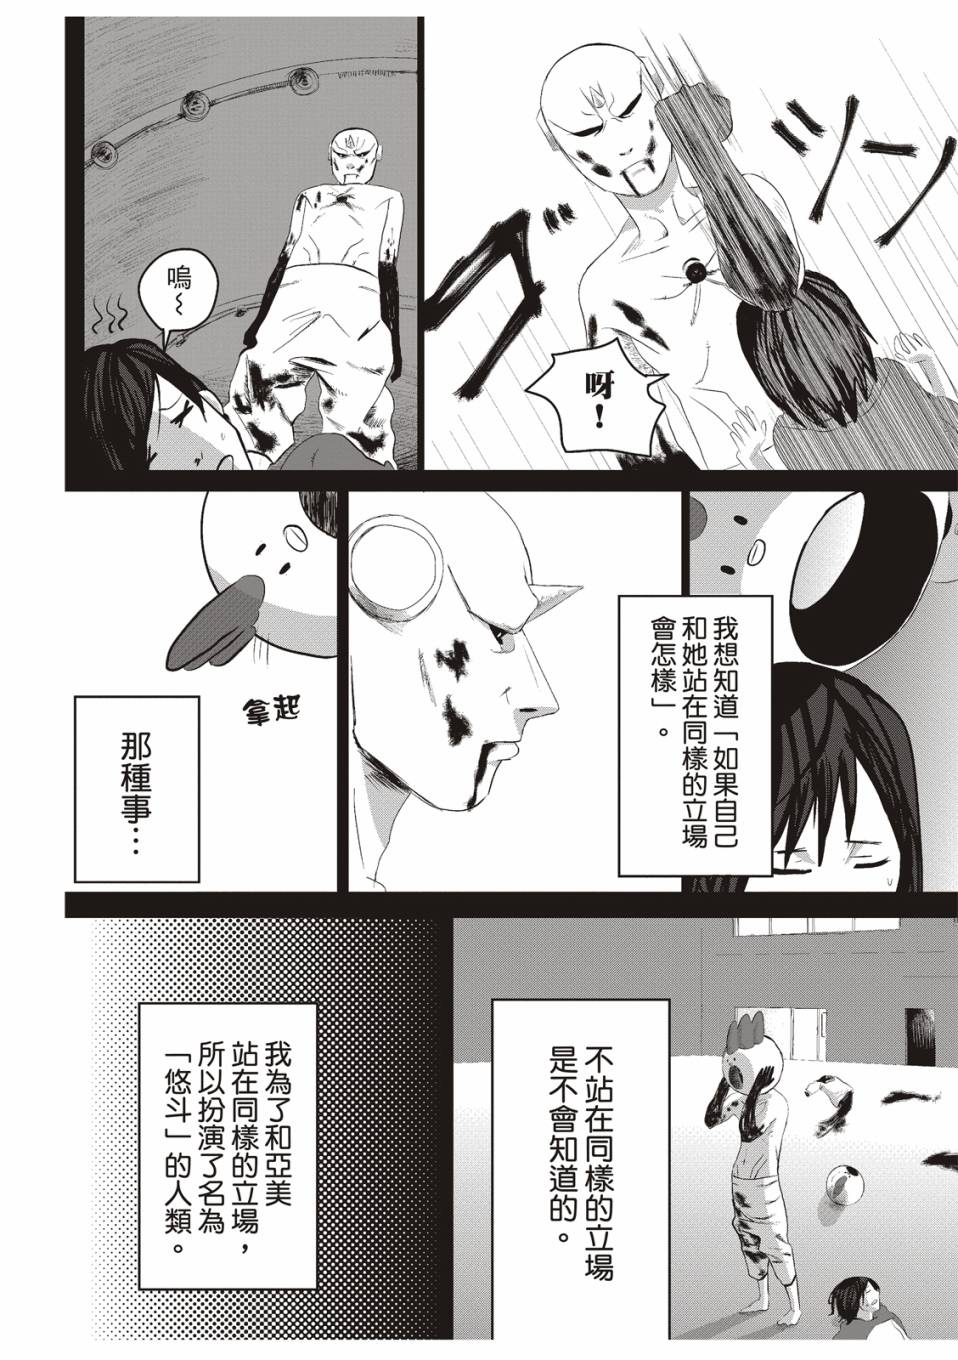 ツンツン
呀！
嗚～
我想知道「如果自己
和她站在同樣的立場
會怎樣」。
拿起
那種事…
不站在同樣的立場
是不會知道的。
我為了和亞美
站在同樣的立場，
所以扮演了名為
「悠斗」的人類。